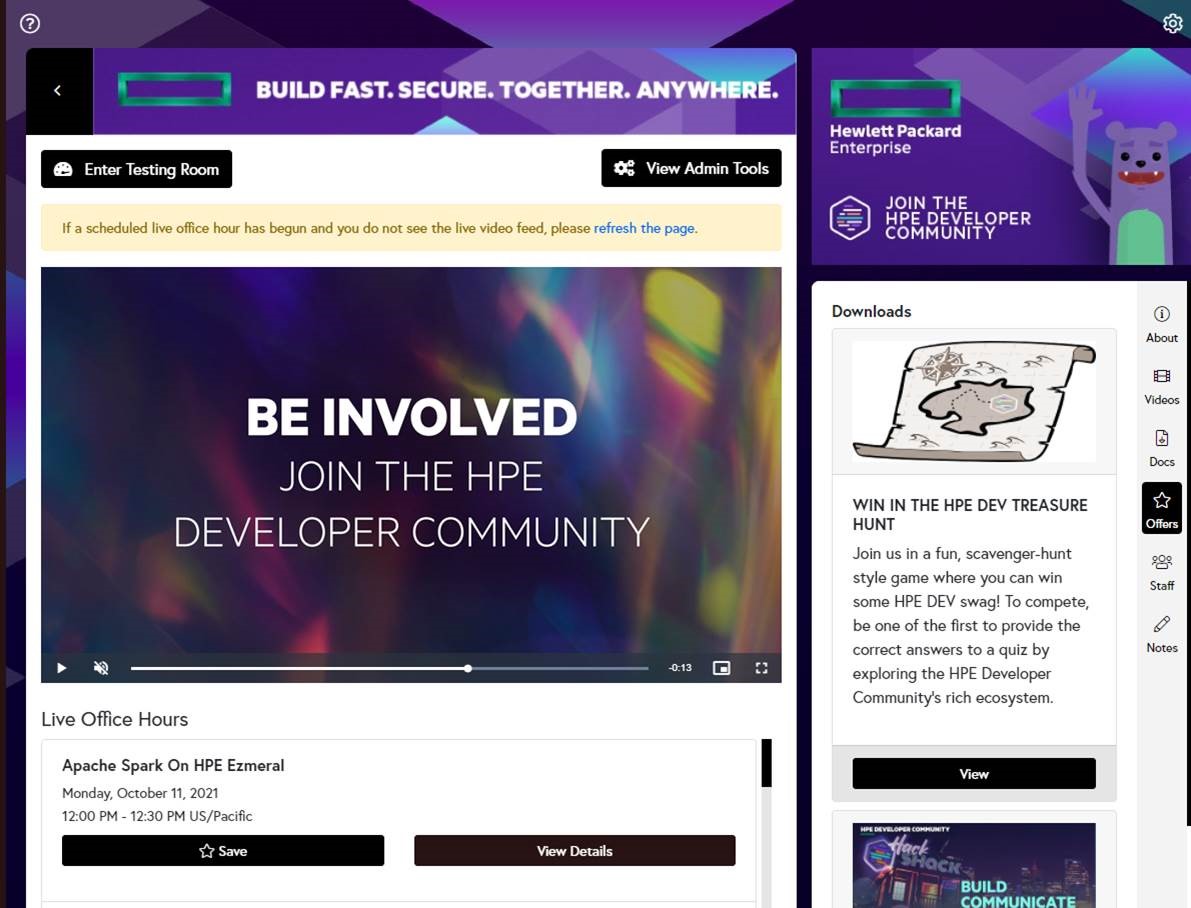 BUILD FAST. SECURE. TOGETHER. ANYWHERE.
Enter Testing Room
View Admin Tools
If a scheduled live office hour has begun and you do not see the live video feed, please refresh the page.
BE INVOLVED
JOIN THE HPE
DEVELOPER COMMUNITY
-0:13
Live Office Hours
Apache Spark On HPE Ezmeral
Monday, October 11, 2021
12:00 PM - 12:30 PM US/Pacific
Save
View Details
Hewlett Packard
Enterprise
JOIN THE
HPE DEVELOPER
COMMUNITY
Downloads
WIN IN THE HPE DEV TREASURE
HUNT
Join us in a fun, scavenger-hunt
style game where you can win
some HPE DEV swag! To compete,
be one of the first to provide the
correct answers to a quiz by
exploring the HPE Developer
Community's rich ecosystem.
View
HPE DEVELOPER COMMUNITY
Hack
SHACK
BUILD
COMMUNICATE
About
Videos
Docs
Offers
Staff
Notes